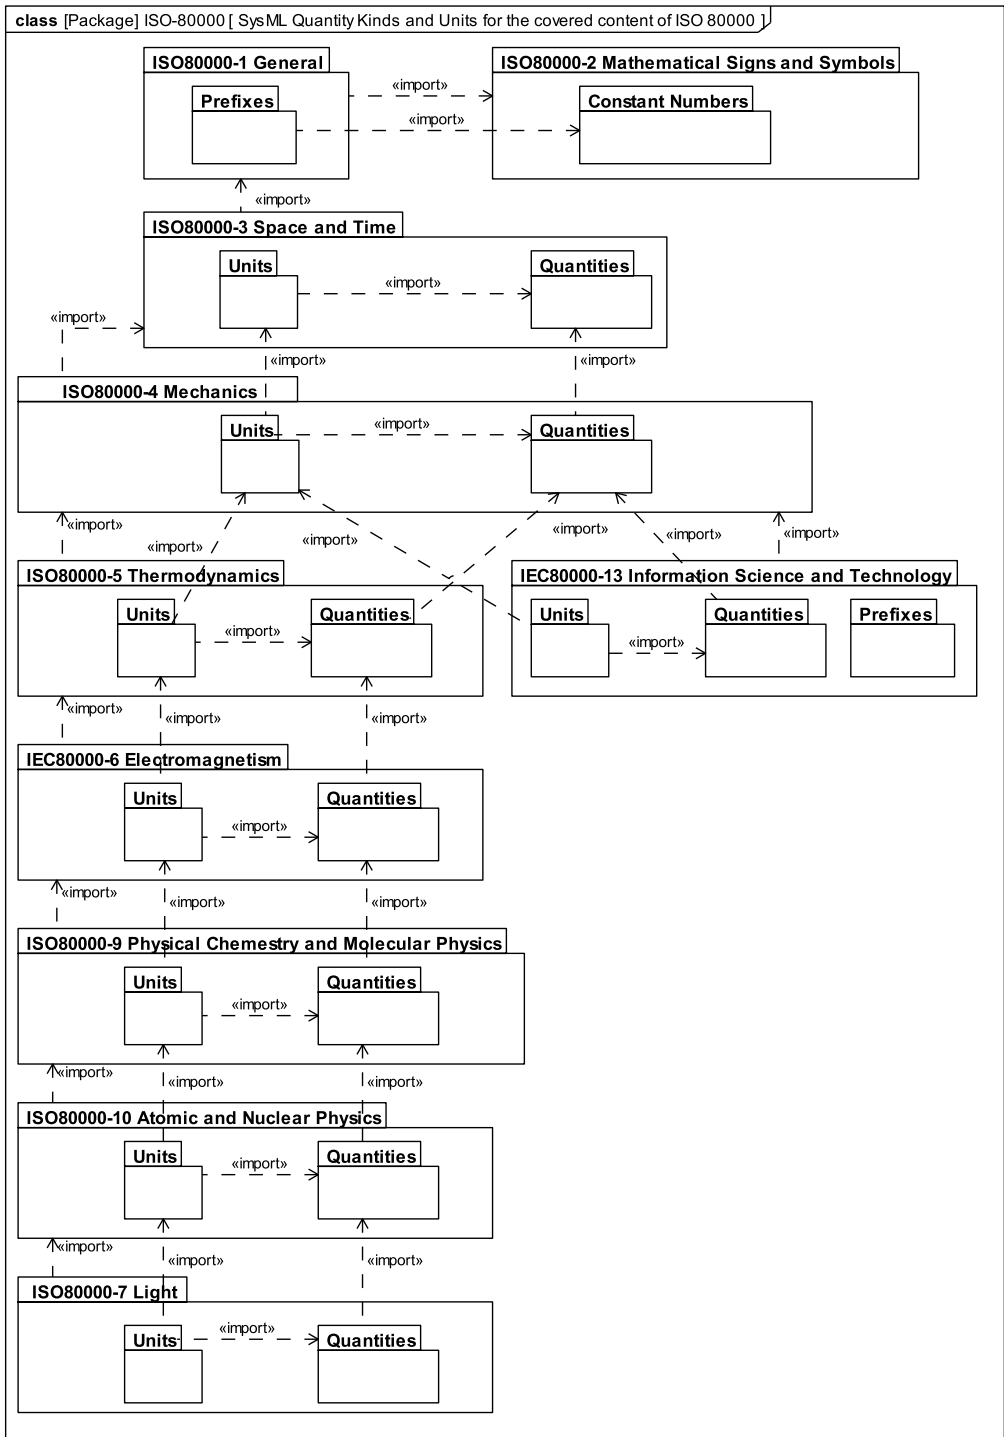 class [Package] ISO-80000 [ SysML Quantity Kinds and Units for the covered content of ISO 80000 ]
ISO80000-1 General
ISO80000-2 Mathematical Signs and Symbols
«import»
Prefixes
Constant Numbers
«import»
«import»
ISO80000-3 Space and Time
Units
Quantities
«import»
«import»
«import»
«import»
ISO80000-4 Mechanics
Units
«import»
Quantities
«import»
«import»
«import»
«import»
«import»
«import»
ISO80000-5 Thermodynamics
IEC80000-13 Information Science and Technology
Units
Quantities
Units
Quantities
Prefixes
«import»
«import»
«import»
«import»
«import»
IEC80000-6 Electromagnetism
Units
Quantities
«import»
«import»
«import»
«import»
ISO80000-9 Physical Chemestry and Molecular Physics
Units
Quantities
«import»
«import»
«import»
«import»
ISO80000-10 Atomic and Nuclear Physics
Units
Quantities
«import»
«import»
«import»
«import»
ISO80000-7 Light
Units
«import»
Quantities